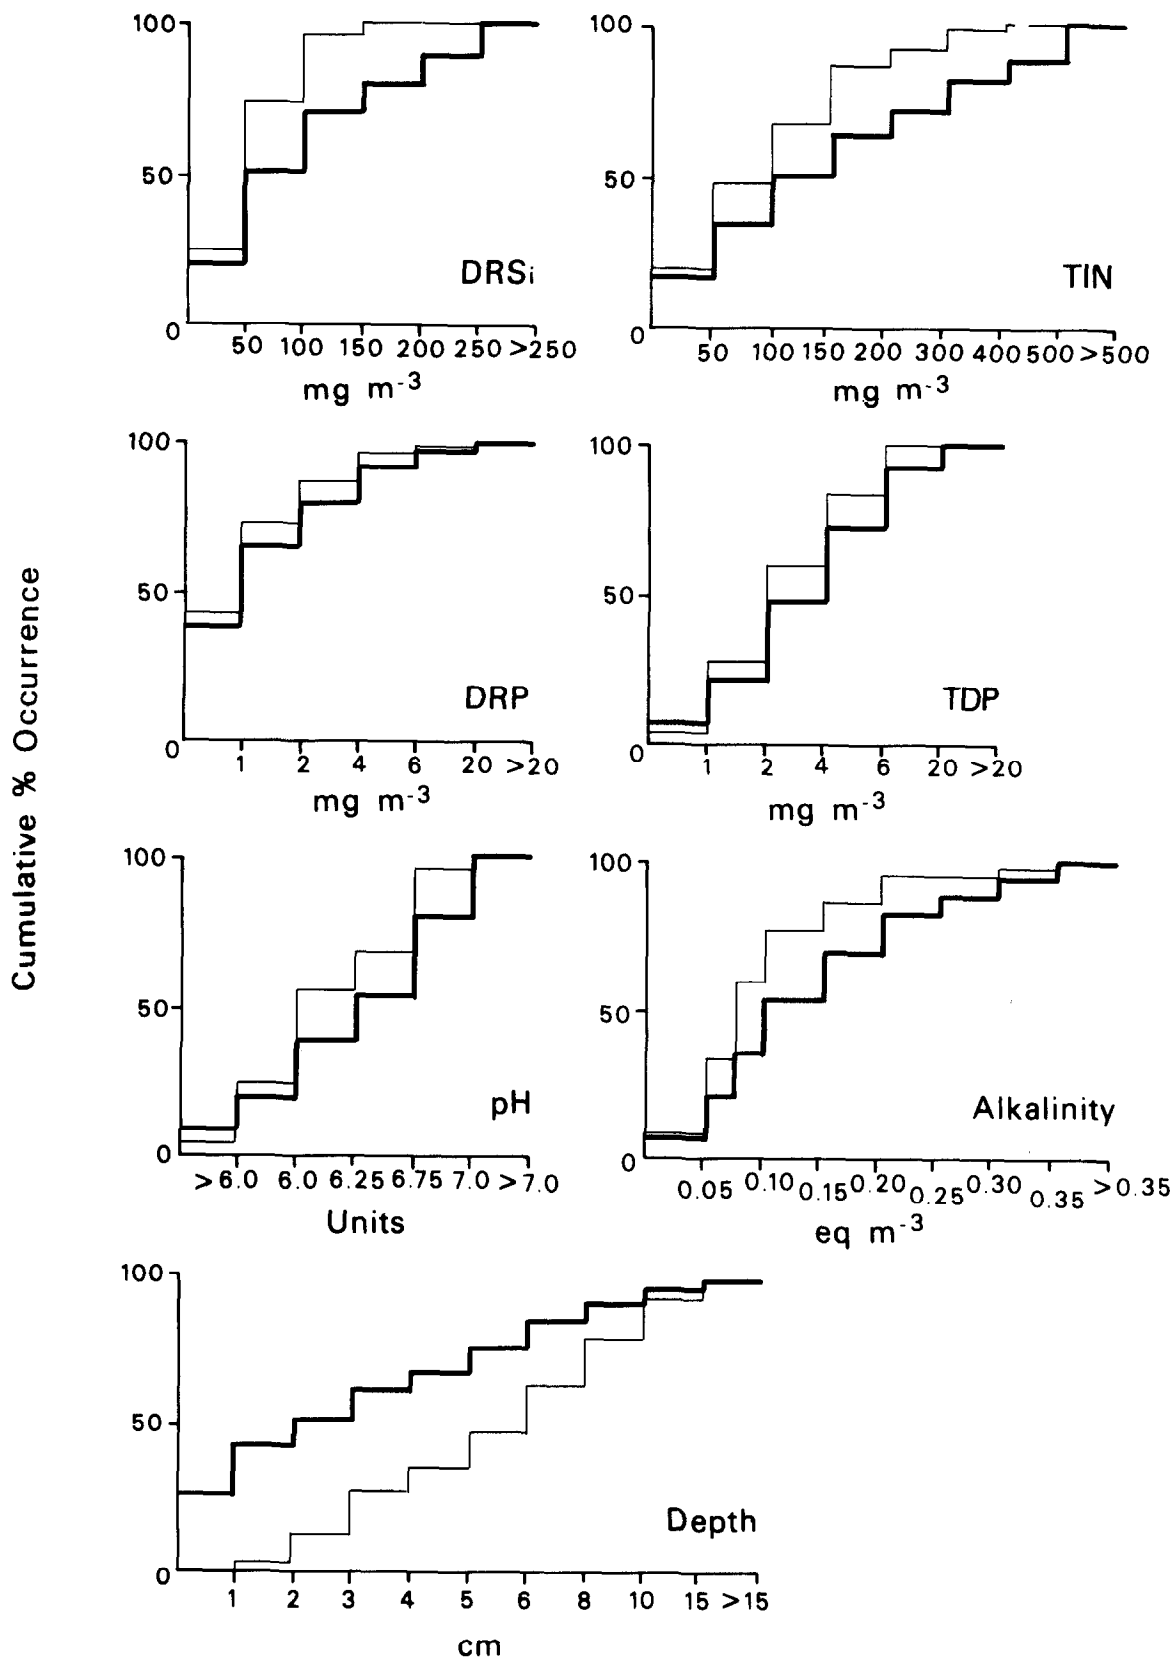 Cumulative % Occurrence
100
50
0
DRSi
50 100 150 200 250 >250
mg m-3
100
50
0
TIN
50 100 150 200 300 400 500 >500
mg m-3
100
50
0
DRP
1 2 4 6 20 >20
mg m-3
100
50
0
TDP
1 2 4 6 20 >20
mg m-3
100
50
0
pH
>6.0 6.0 6.25 6.75 7.0 >7.0
Units
100
50
0
Alkalinity
0.05 0.10 0.15 0.20 0.25 0.30 0.35 >0.35
eq m-3
100
50
0
Depth
1 2 3 4 5 6 8 10 15 >15
cm